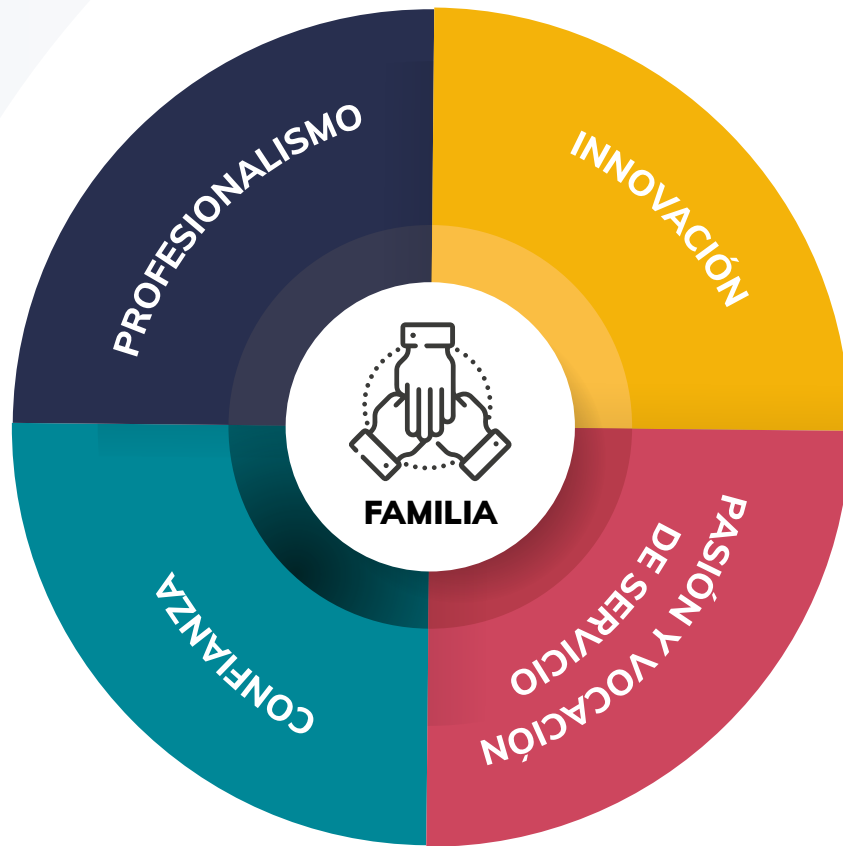 PROFESIONALISMO
INNOVACIÓN
FAMILIA
CONFIANZA
PASIÓN Y VOCACIÓN
DE SERVICIO